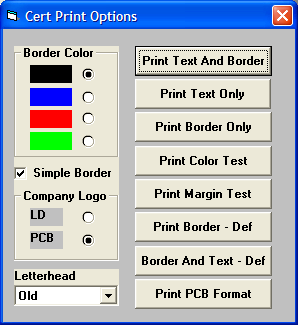 Cert Print Options
Border Color
Simple Border
Company Logo
LD
PCB
Letterhead
Old
Print Text And Border
Print Text Only
Print Border Only
Print Color Test
Print Margin Test
Print Border - Def
Border And Text - Def
Print PCB Format